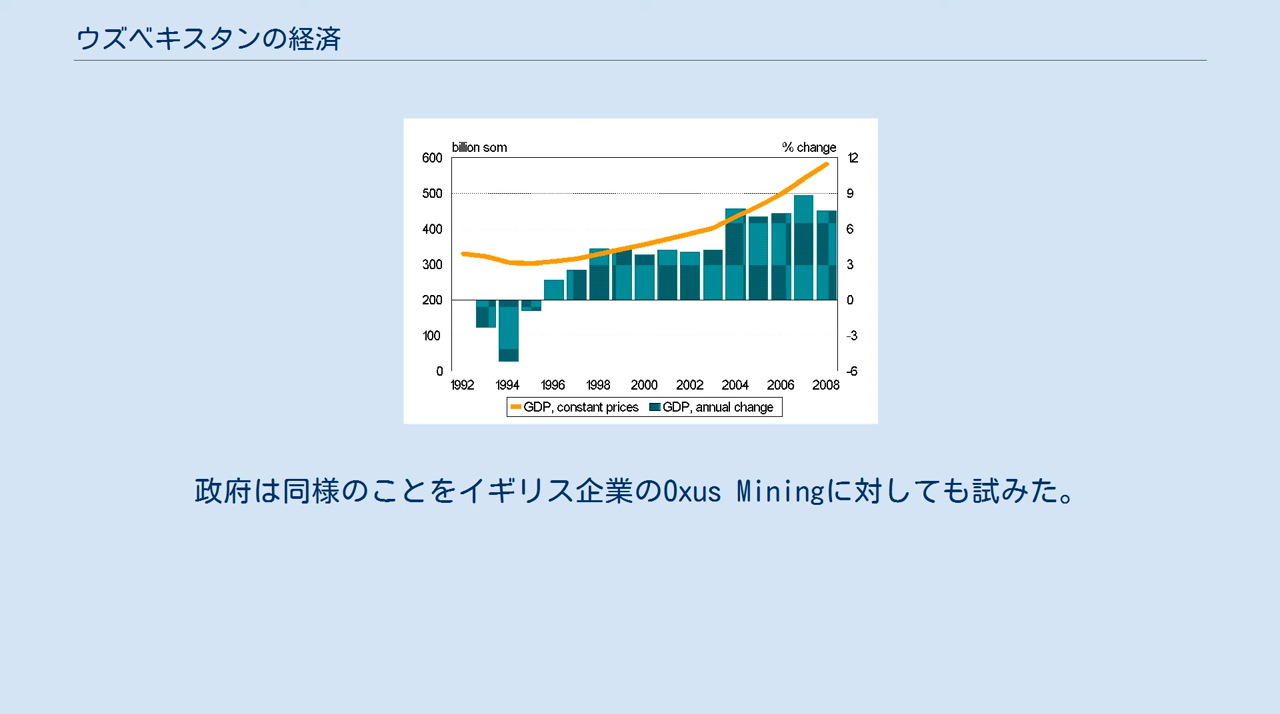 ウズベキスタンの経済
billion som % change
600 12
500 9
400 6
300 3
200 0
100 -3
0 -6
1992 1994 1996 1998 2000 2002 2004 2006 2008
GDP, constant prices GDP, annual change
政府は同様のことをイギリス企業のOxus Miningに対しても試みた。